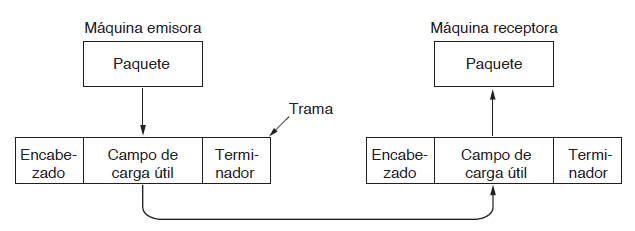 Máquina emisora
Paquete
Trama
Encabe-
zado
Campo de
carga útil
Termi-
nador
Máquina receptora
Paquete
Encabe-
zado
Campo de
carga útil
Termi-
nador